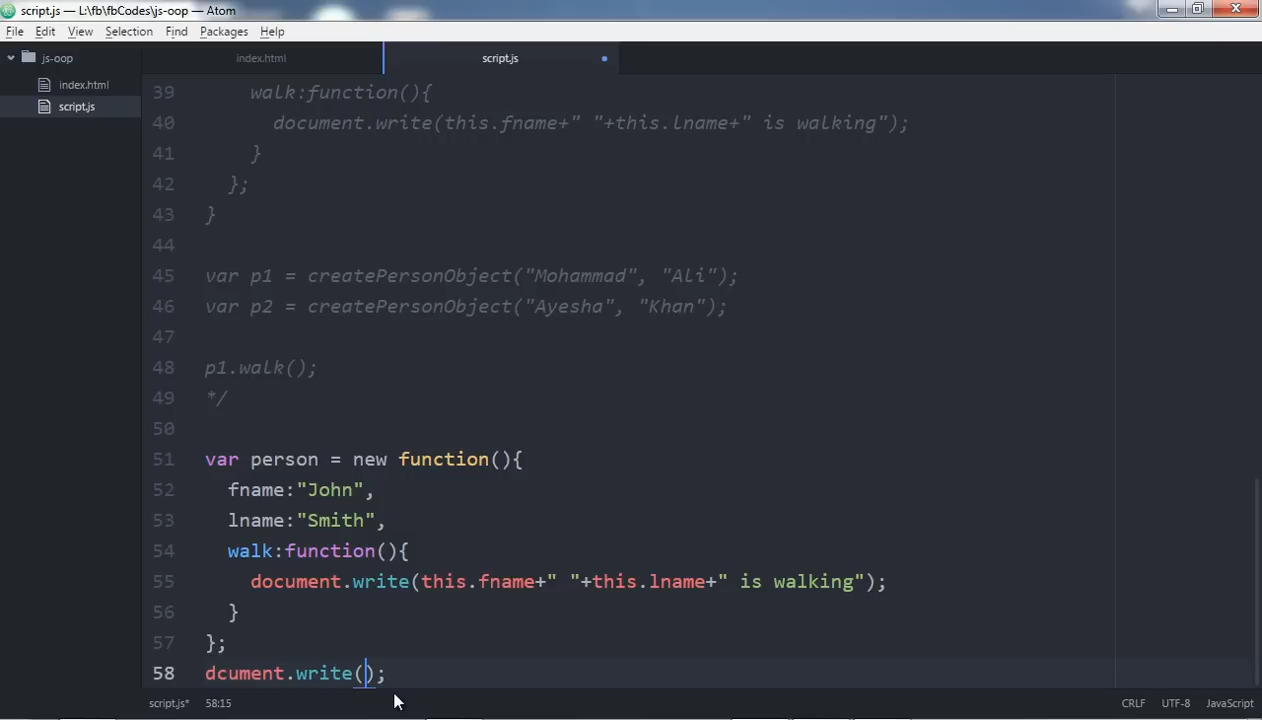 script.js — L:\fb\fbCodes\js-oop — Atom
File Edit View Selection Find Packages Help
js-oop
index.html
script.js
index.html script.js
39 walk:function(){
40 document.write(this.fname+" "+this.lname+" is walking");
41 }
42 };
43 }
44
45 var p1 = createPersonObject("Mohammad", "Ali");
46 var p2 = createPersonObject("Ayesha", "Khan");
47
48 p1.walk();
49 */
50
51 var person = new function(){
52 fname:"John",
53 lname:"Smith",
54 walk:function(){
55 document.write(this.fname+" "+this.lname+" is walking");
56 }
57 };
58 dcument.write();
script.js* 58:15 CRLF UTF-8 JavaScript